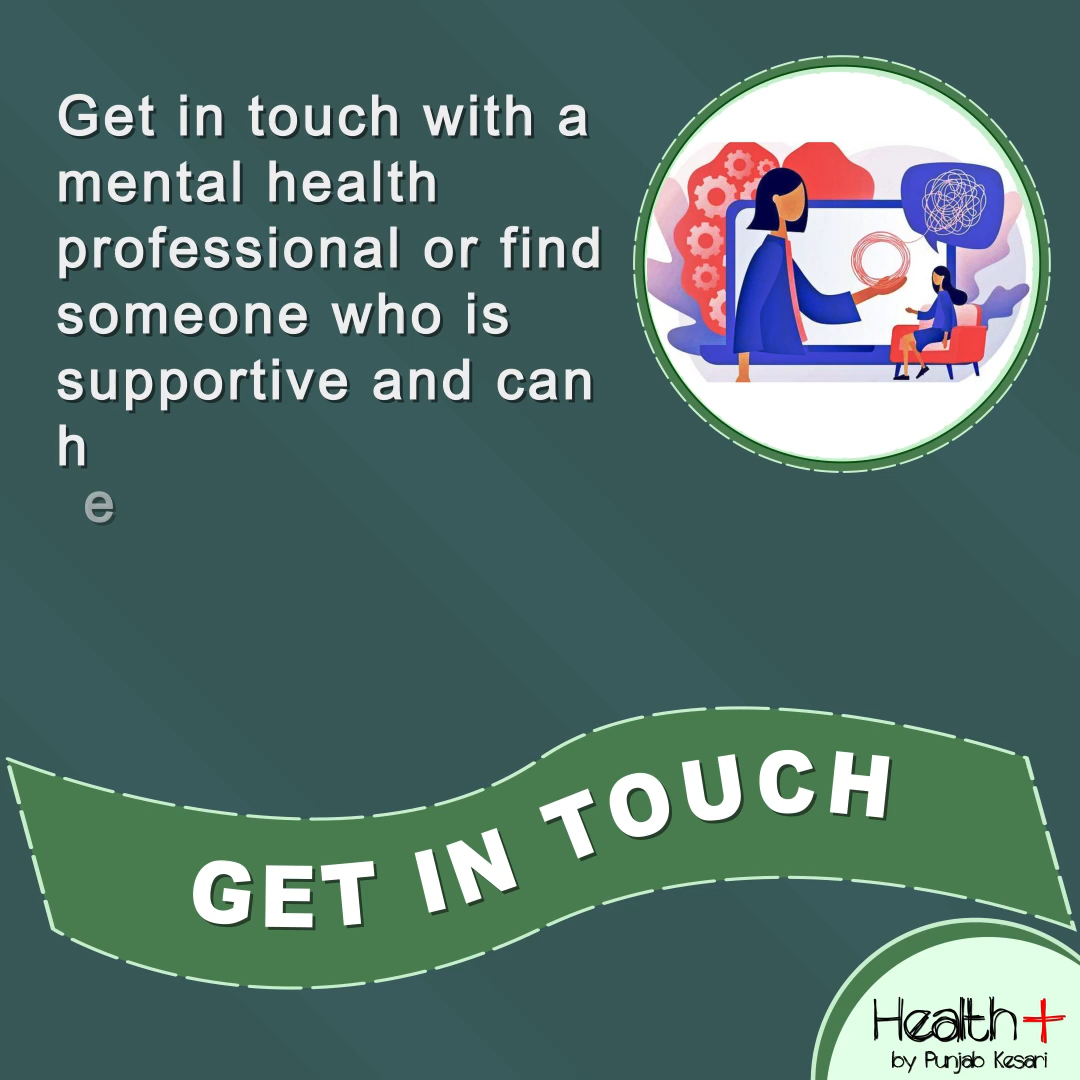 Get in touch with a
mental health
professional or find
someone who is
supportive and can
h
e
GET IN TOUCH
Health+
by Punjab Kesari